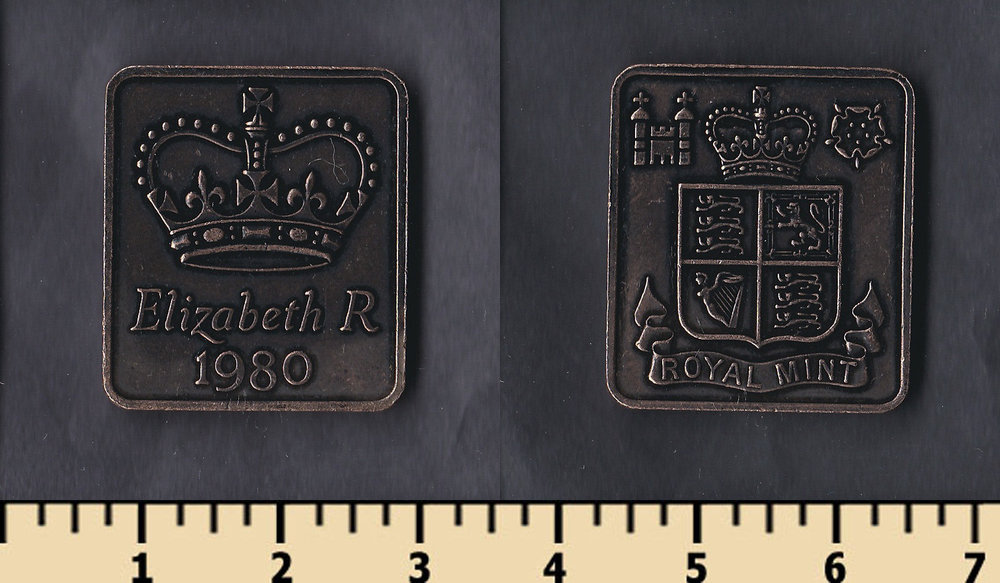 Elizabeth R
1980
ROYAL MINT
1 2 3 4 5 6 7